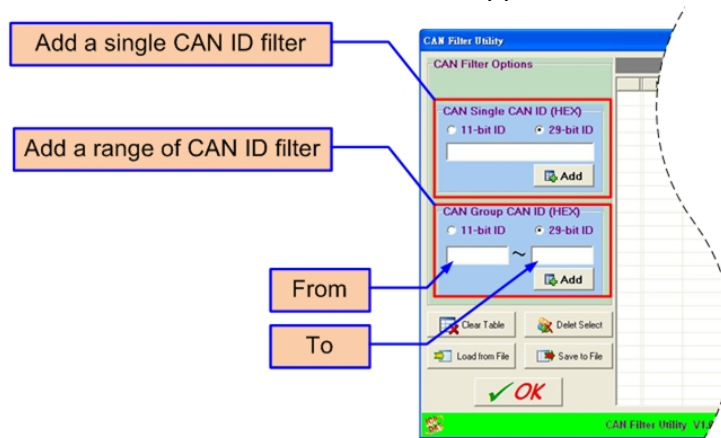 Add a single CAN ID filter
Add a range of CAN ID filter
From
To
CAN Filter Utility
CAN Filter Options
CAN Single CAN ID (HEX)
11-bit ID 29-bit ID
Add
CAN Group CAN ID (HEX)
11-bit ID 29-bit ID
~
Add
Clear Table Delet Select
Load from File Save to File
OK
CAN Filter Utility